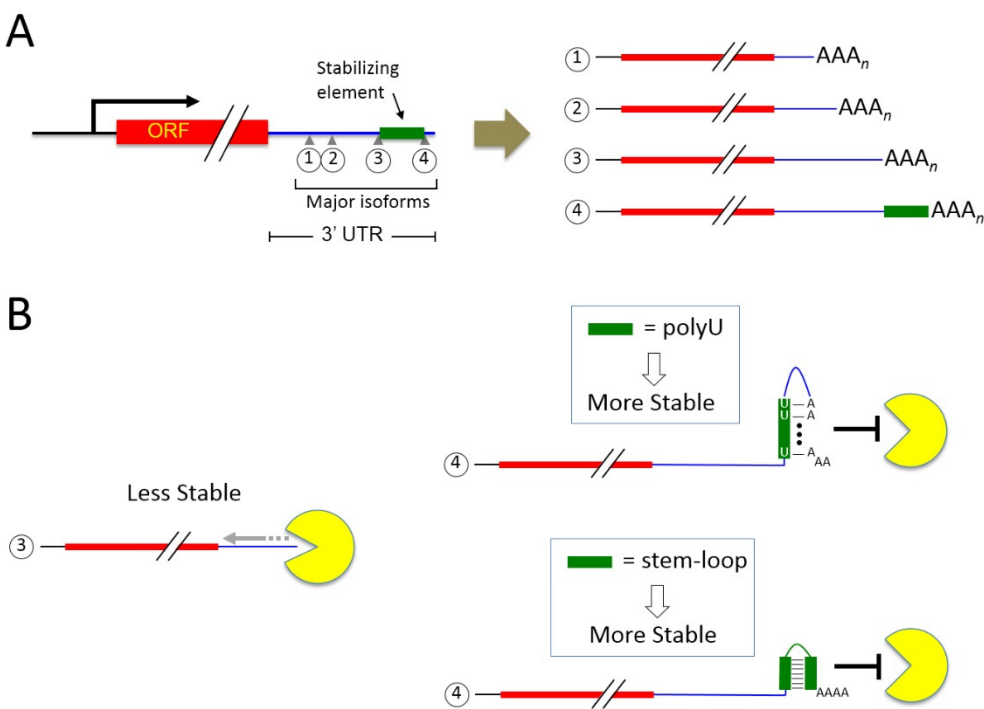 A
Stabilizing
element
ORF
1 2 3 4
Major isoforms
3' UTR
1 AAAn
2 AAAn
3 AAAn
4 AAAn
B
= polyU
More Stable
U A
U A
U A
AA
4
Less Stable
3
= stem-loop
More Stable
4
AAAA